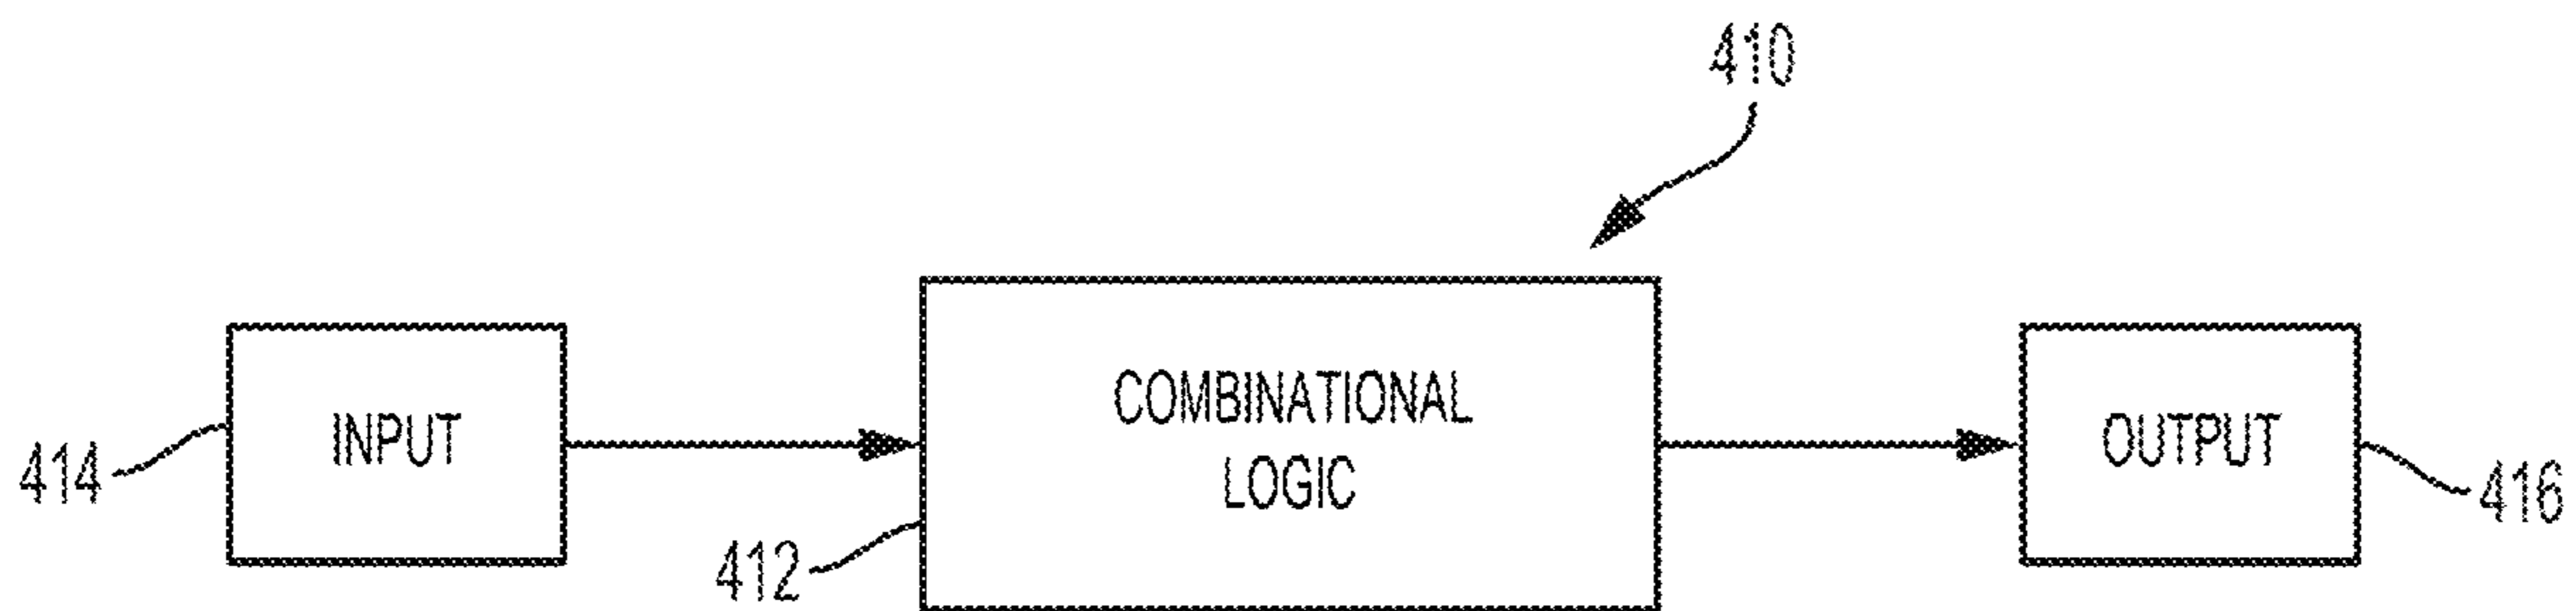 410
INPUT
COMBINATIONAL
LOGIC
OUTPUT
414
412
416